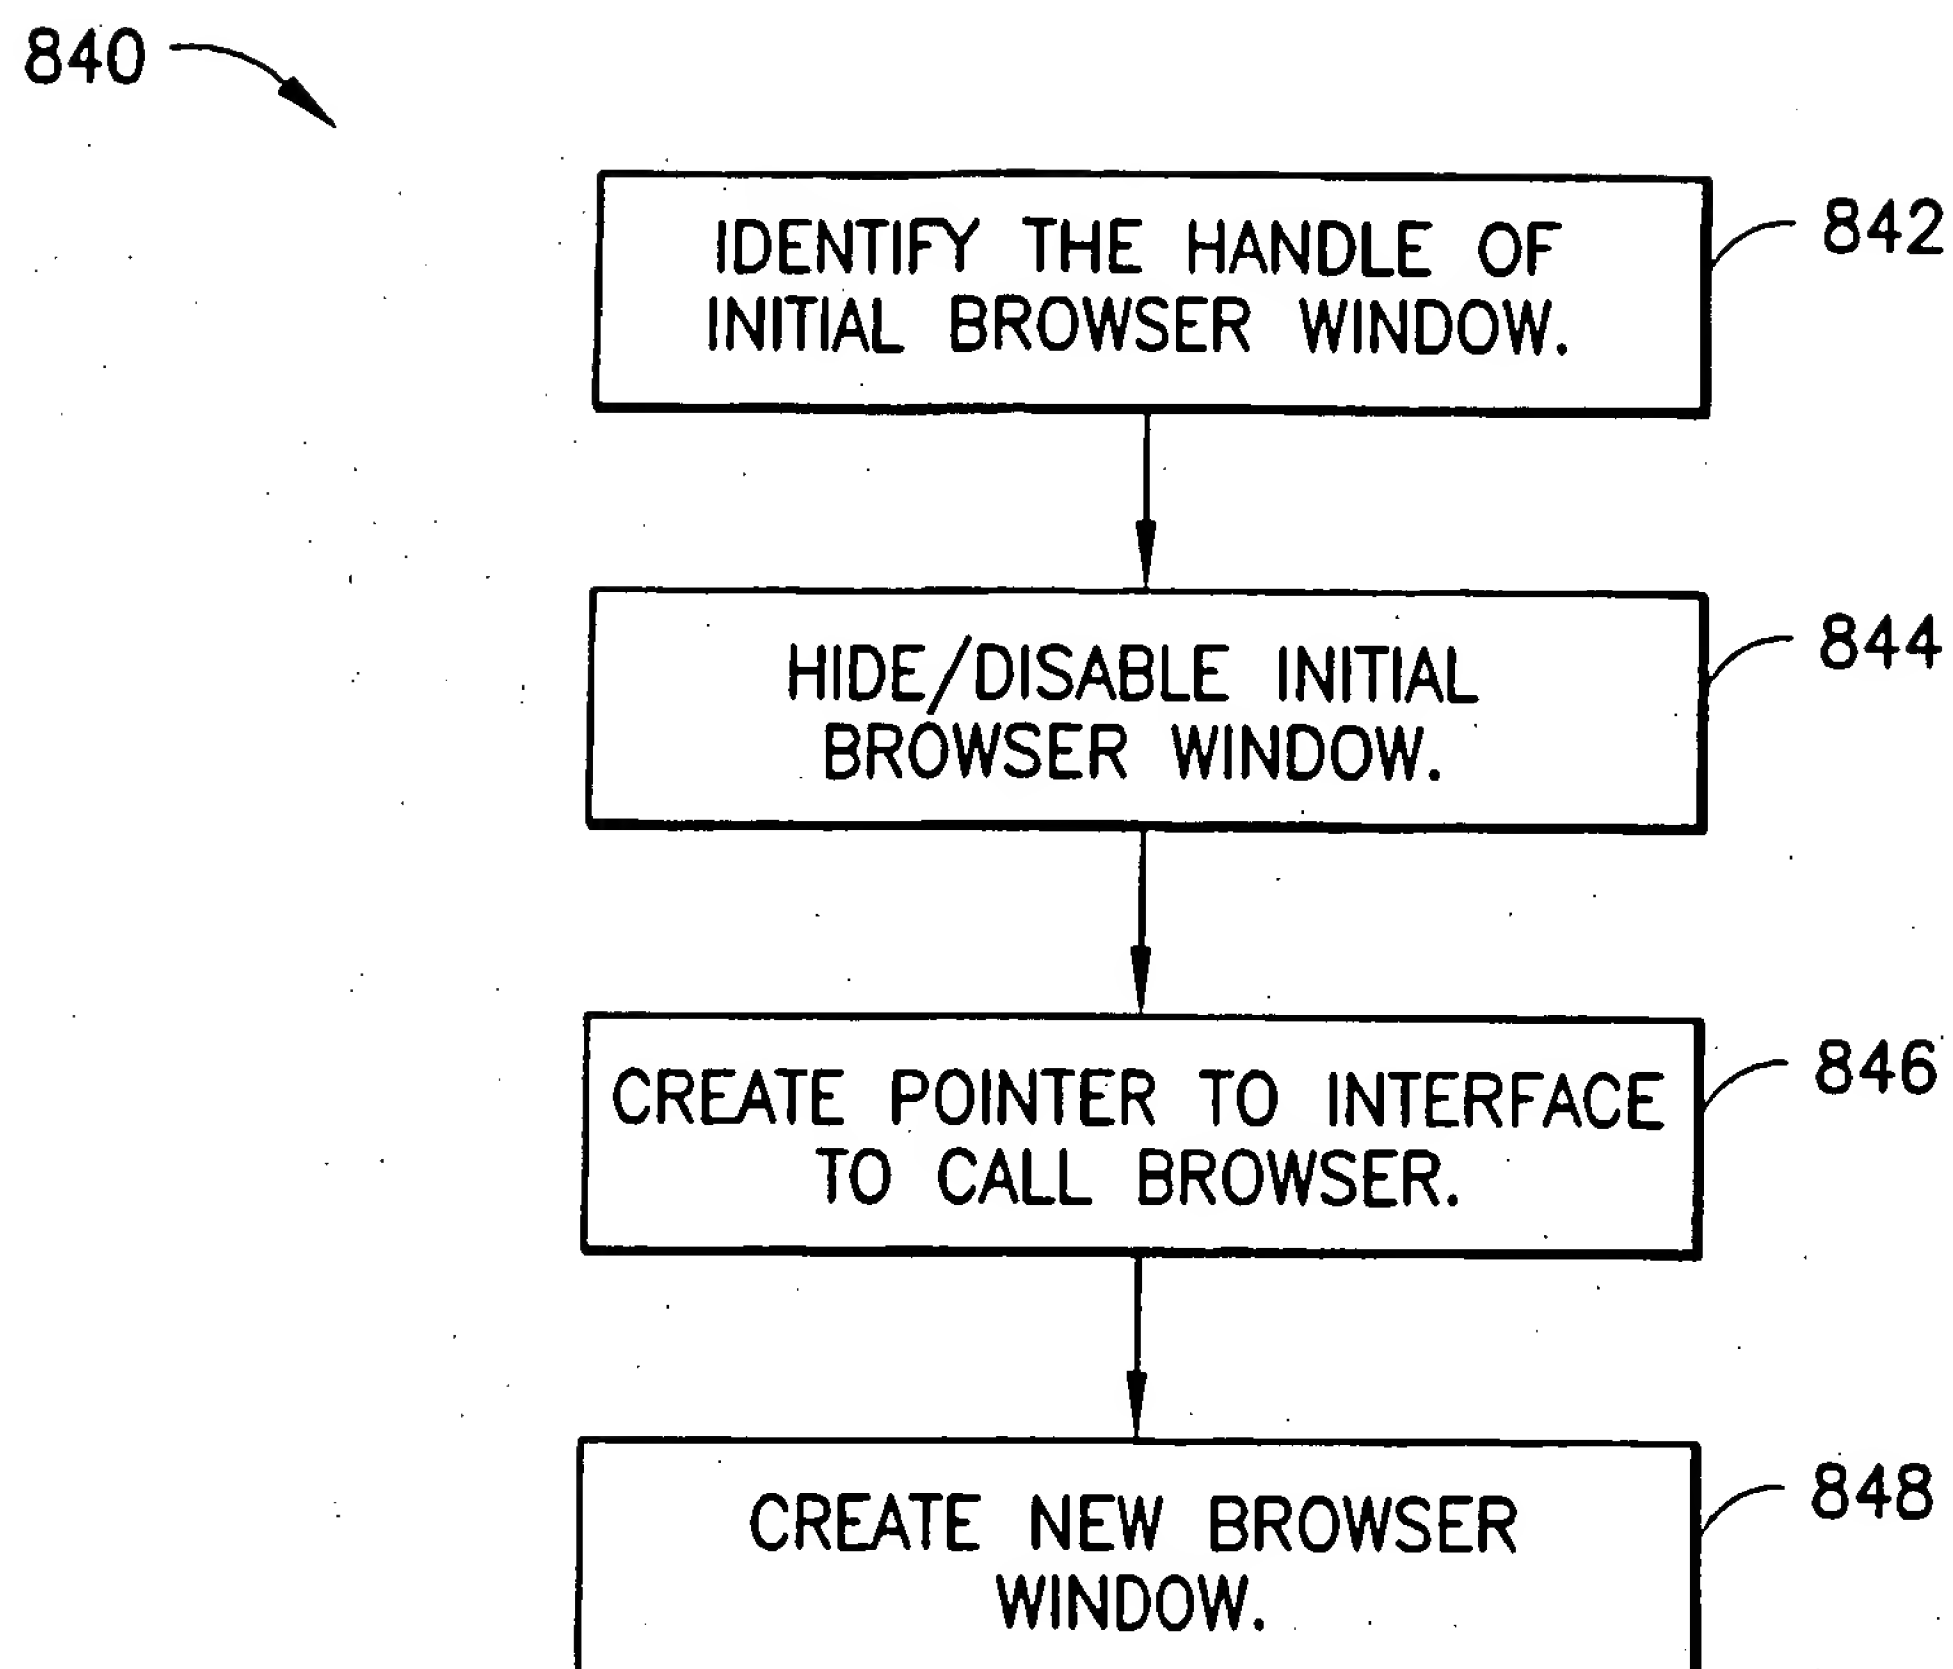 840
IDENTIFY THE HANDLE OF
INITIAL BROWSER WINDOW.
842
HIDE/DISABLE INITIAL
BROWSER WINDOW.
844
CREATE POINTER TO INTERFACE
TO CALL BROWSER.
846
CREATE NEW BROWSER
WINDOW.
848